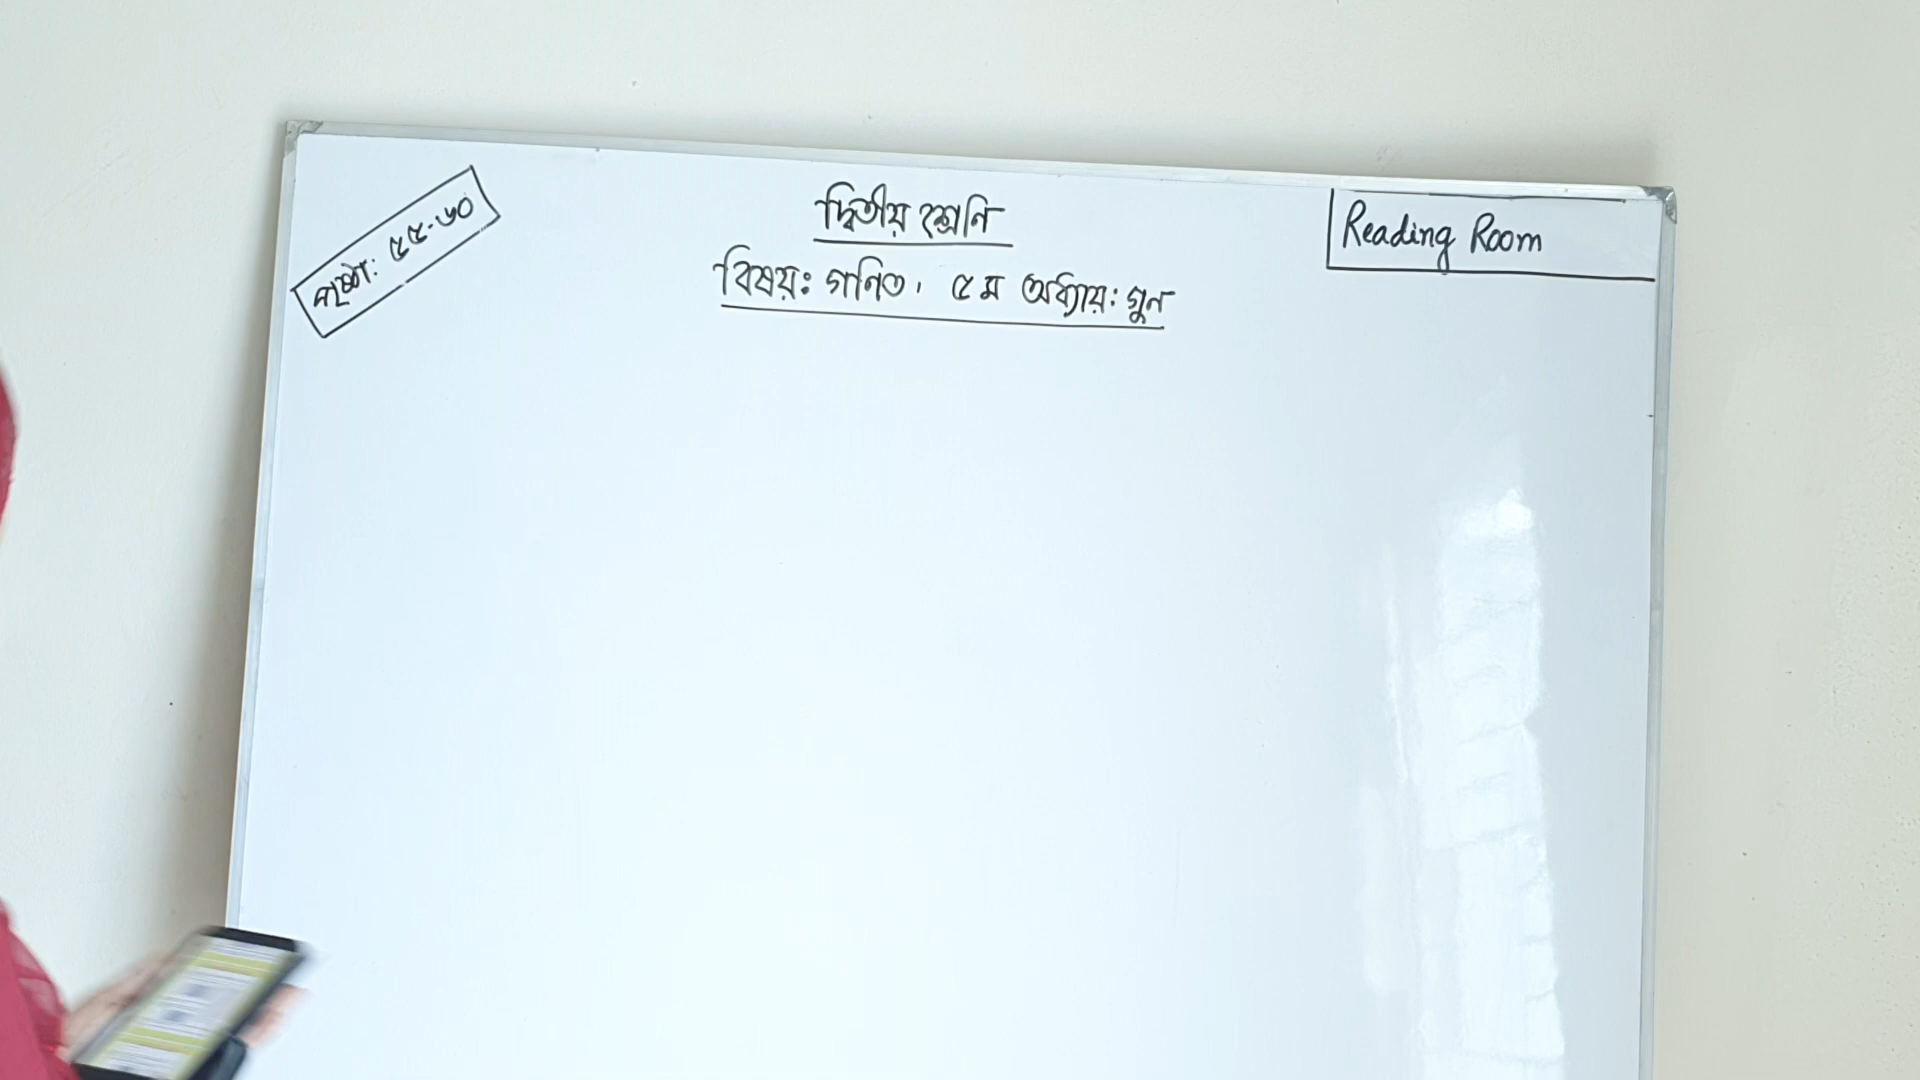 পৃষ্ঠা: ৫৫-৬০
দ্বিতীয় শ্রেনি
বিষয়ঃ গনিত, ৫ম অধ্যায়ঃ গুন
Reading Room